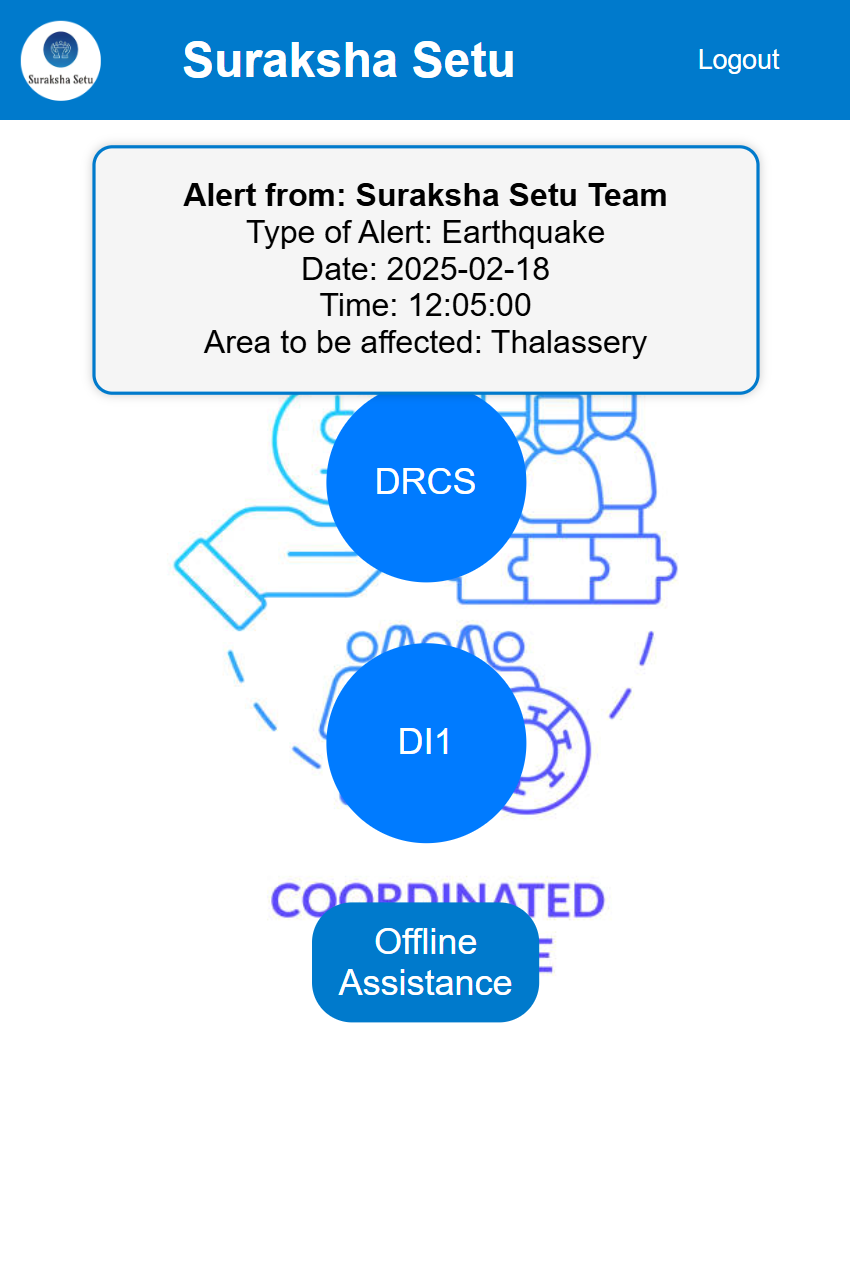 Suraksha Setu
Suraksha Setu
Logout
Alert from: Suraksha Setu Team
Type of Alert: Earthquake
Date: 2025-02-18
Time: 12:05:00
Area to be affected: Thalassery
DRCS
DI1
COORDINATED
Offline
Assistance